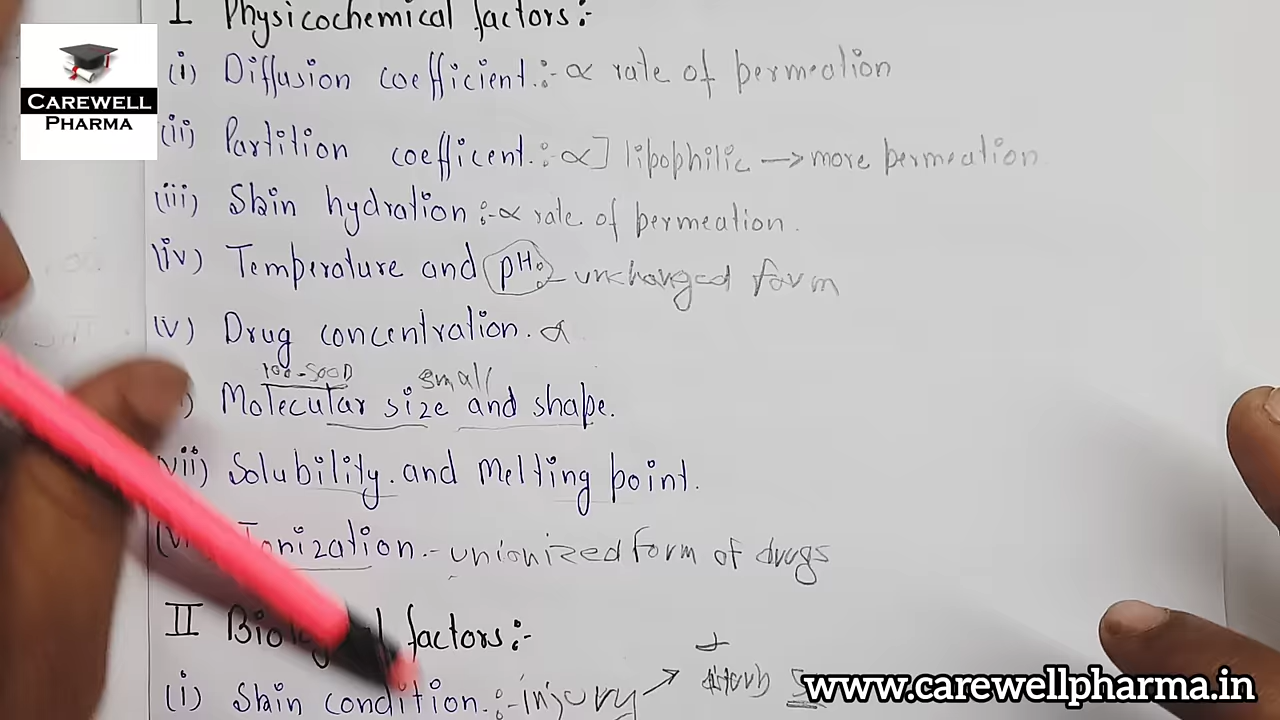 I Physicochemical factors:-
CAREWELL
PHARMA
(i) Diffusion coefficient :- ∝ rate of permeation
(ii) Partition coefficent :- ∝] lipophilic → more permeation
(iii) Skin hydration :- ∝ rate of permeation.
(iv) Temperature and pH :- uncharged form
(v) Drug concentration. ∝
100-500D small
) Molecular size and shape.
vii) Solubility. and Melting point.
Ionization. - unionized form of drugs
II factors:-
(i) Skin condition :- injury →
www.carewellpharma.in